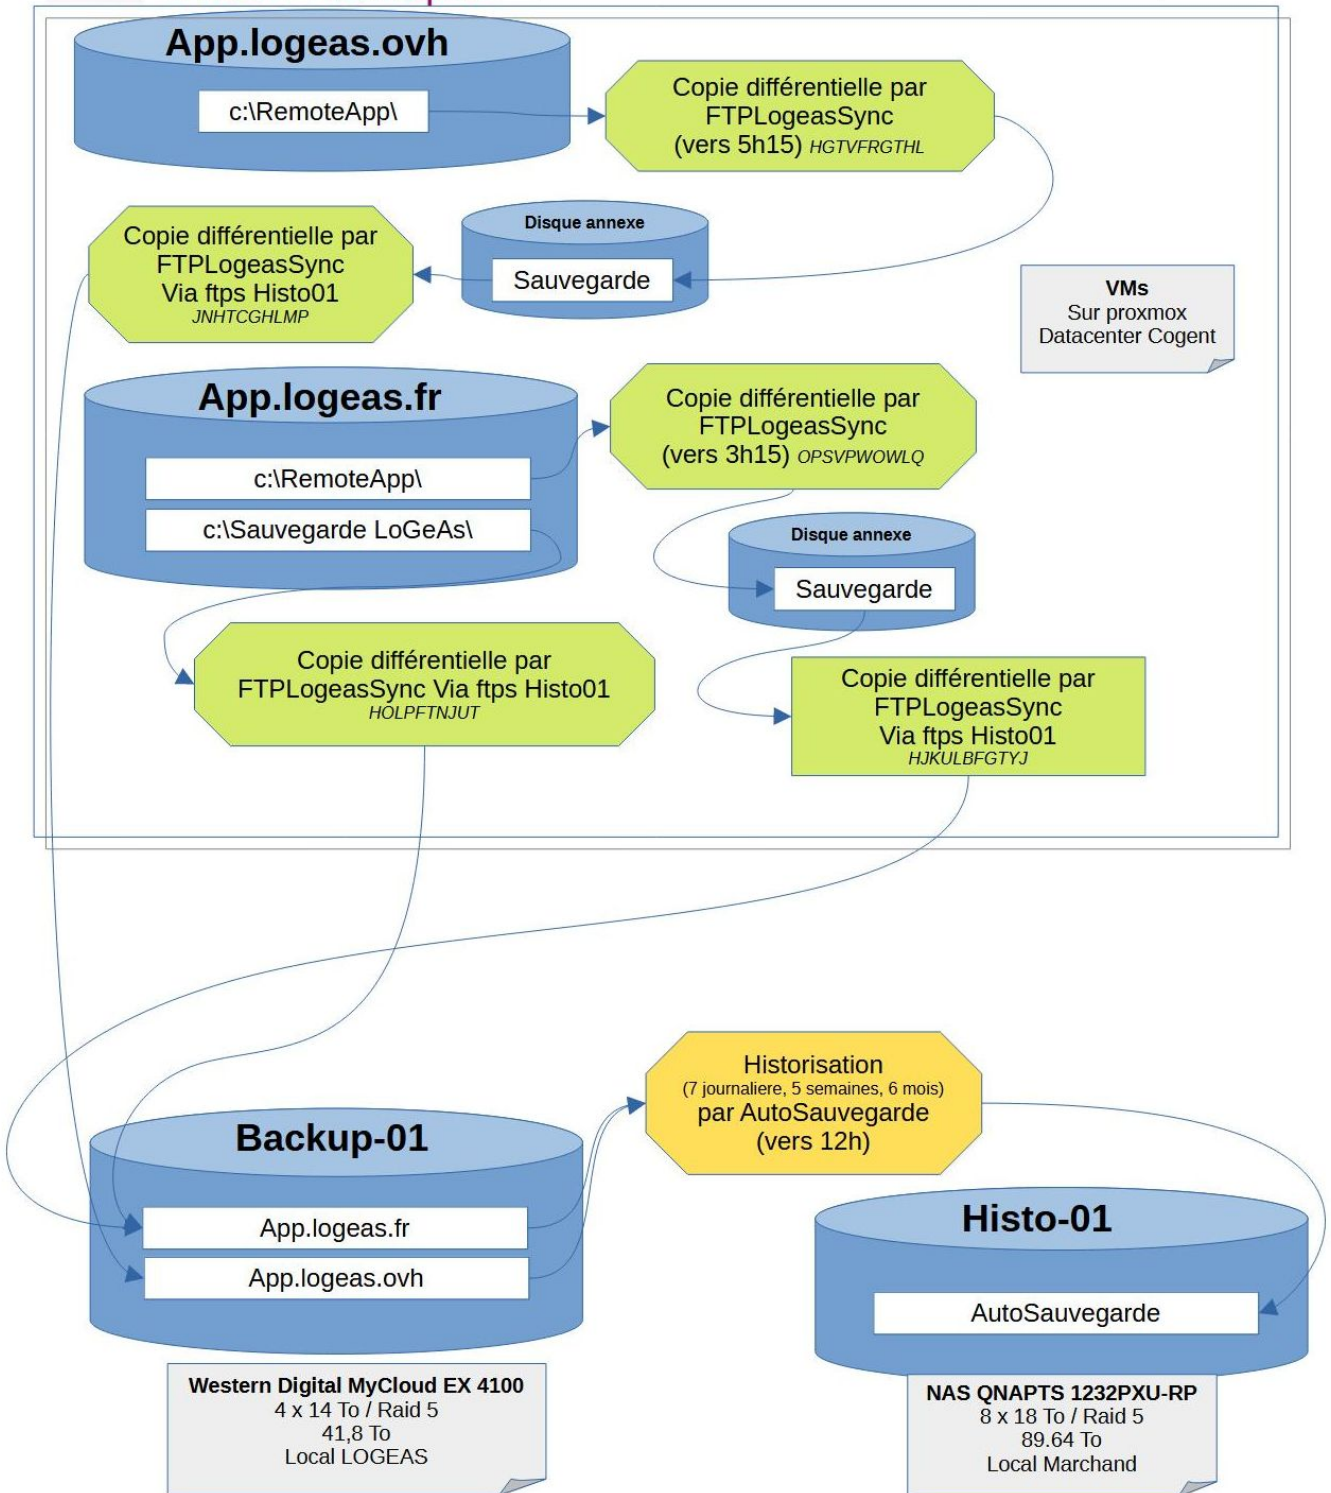 App.logeas.ovh
c:\RemoteApp\
Copie différentielle par
FTPLogeasSync
(vers 5h15) HGTVFRGTHL
Copie différentielle par
FTPLogeasSync
Via ftps Histo01
JNHTCGHLMP
Disque annexe
Sauvegarde
VMs
Sur proxmox
Datacenter Cogent
App.logeas.fr
c:\RemoteApp\
c:\Sauvegarde LoGeAs\
Copie différentielle par
FTPLogeasSync
(vers 3h15) OPSVPWOWLQ
Disque annexe
Sauvegarde
Copie différentielle par
FTPLogeasSync Via ftps Histo01
HOLPFTNJUT
Copie différentielle par
FTPLogeasSync
Via ftps Histo01
HJKULBFGTYJ
Historisation
(7 journaliere, 5 semaines, 6 mois)
par AutoSauvegarde
(vers 12h)
Backup-01
App.logeas.fr
App.logeas.ovh
Histo-01
AutoSauvegarde
Western Digital MyCloud EX 4100
4 x 14 To / Raid 5
41,8 To
Local LOGEAS
NAS QNAPTS 1232PXU-RP
8 x 18 To / Raid 5
89.64 To
Local Marchand